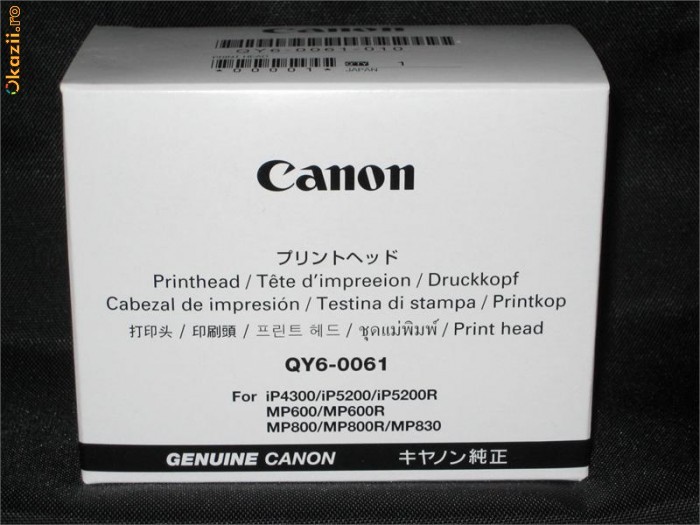 Okazii.ro
QY6-0061-010
*00001* QTY 1
JAPAN
Canon
プリントヘッド
Printhead / Tête d'impreeion / Druckkopf
Cabezal de impresión / Testina di stampa / Printkop
打印头 / 印刷頭 / 프린트 헤드 / ชุดแม่พิมพ์ / Print head
QY6-0061
For iP4300/iP5200/iP5200R
MP600/MP600R
MP800/MP800R/MP830
GENUINE CANON キヤノン純正